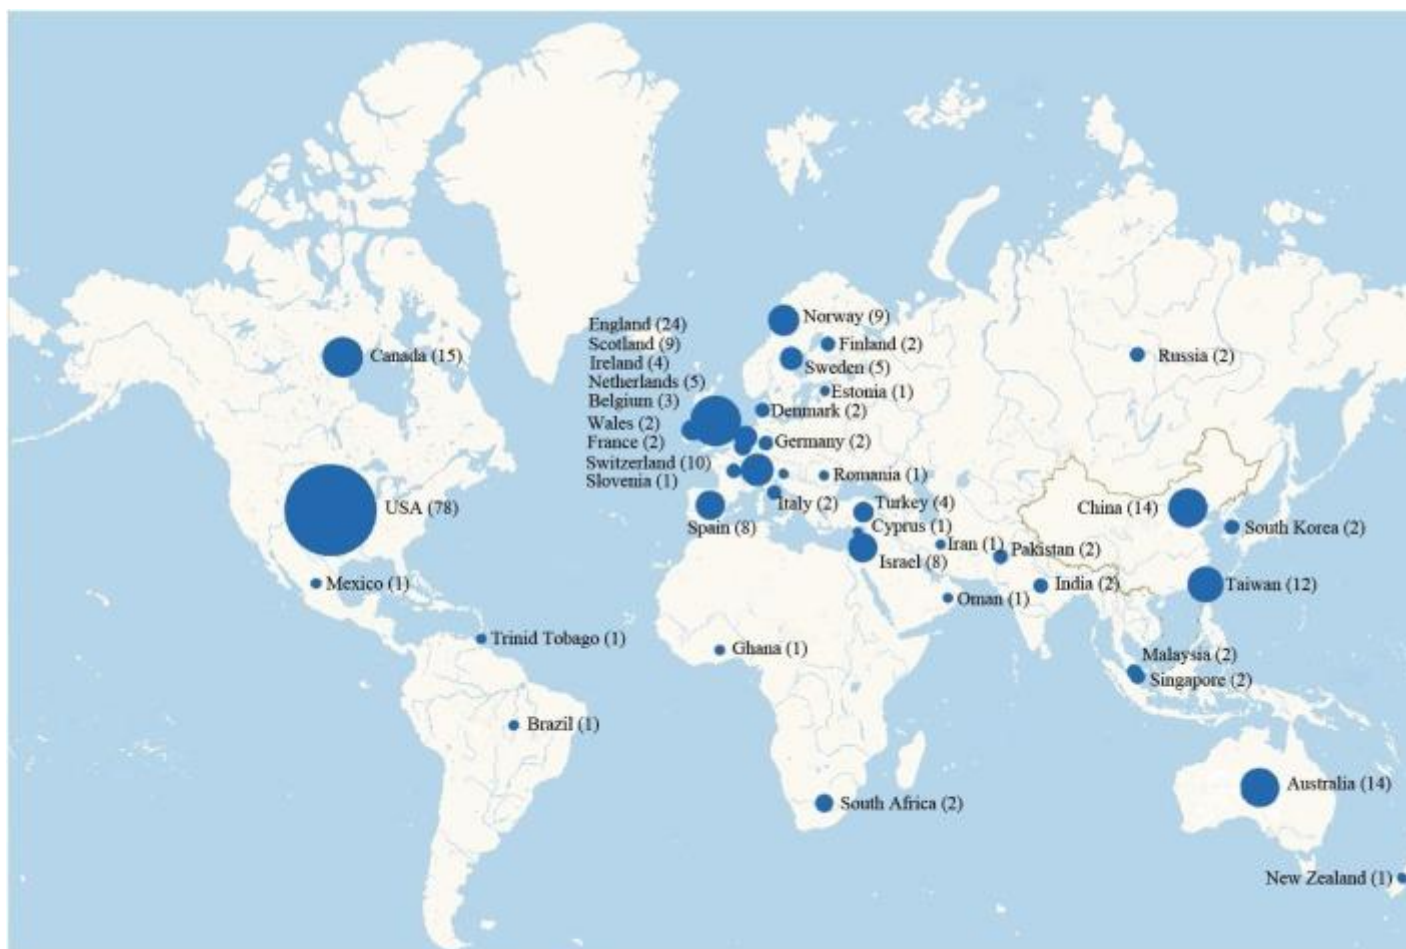 England (24)
Scotland (9)
Ireland (4)
Netherlands (5)
Belgium (3)
Wales (2)
France (2)
Switzerland (10)
Slovenia (1)
Norway (9)
Finland (2)
Sweden (5)
Estonia (1)
Denmark (2)
Germany (2)
Romania (1)
Italy (2)
Spain (8)
Turkey (4)
Cyprus (1)
Israel (8)
Iran (1)
Pakistan (2)
India (2)
Oman (1)
Russia (2)
China (14)
South Korea (2)
Taiwan (12)
Malaysia (2)
Singapore (2)
Australia (14)
New Zealand (1)
Canada (15)
USA (78)
Mexico (1)
Trinid Tobago (1)
Brazil (1)
Ghana (1)
South Africa (2)